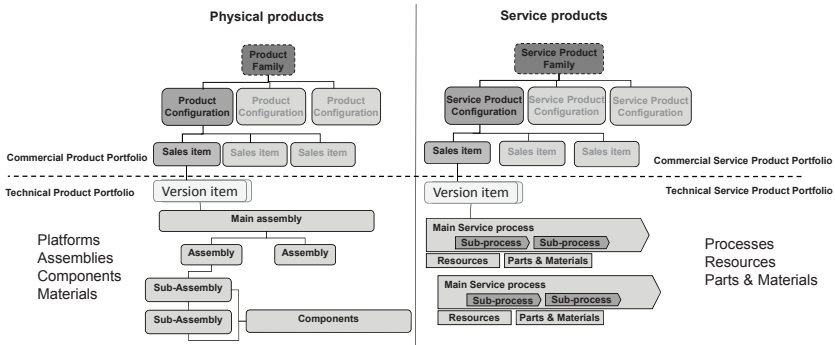 Physical products
Service products
Product
Family
Service Product
Family
Product
Configuration
Product
Configuration
Product
Configuration
Service Product
Configuration
Service Product
Configuration
Service Product
Configuration
Sales item
Sales item
Sales item
Sales item
Sales item
Sales item
Commercial Product Portfolio
Commercial Service Product Portfolio
Technical Product Portfolio
Technical Service Product Portfolio
Version item
Version item
Main assembly
Assembly
Assembly
Sub-Assembly
Sub-Assembly
Components
Platforms
Assemblies
Components
Materials
Main Service process
Sub-process
Sub-process
Resources
Parts & Materials
Main Service process
Sub-process
Sub-process
Resources
Parts & Materials
Processes
Resources
Parts & Materials